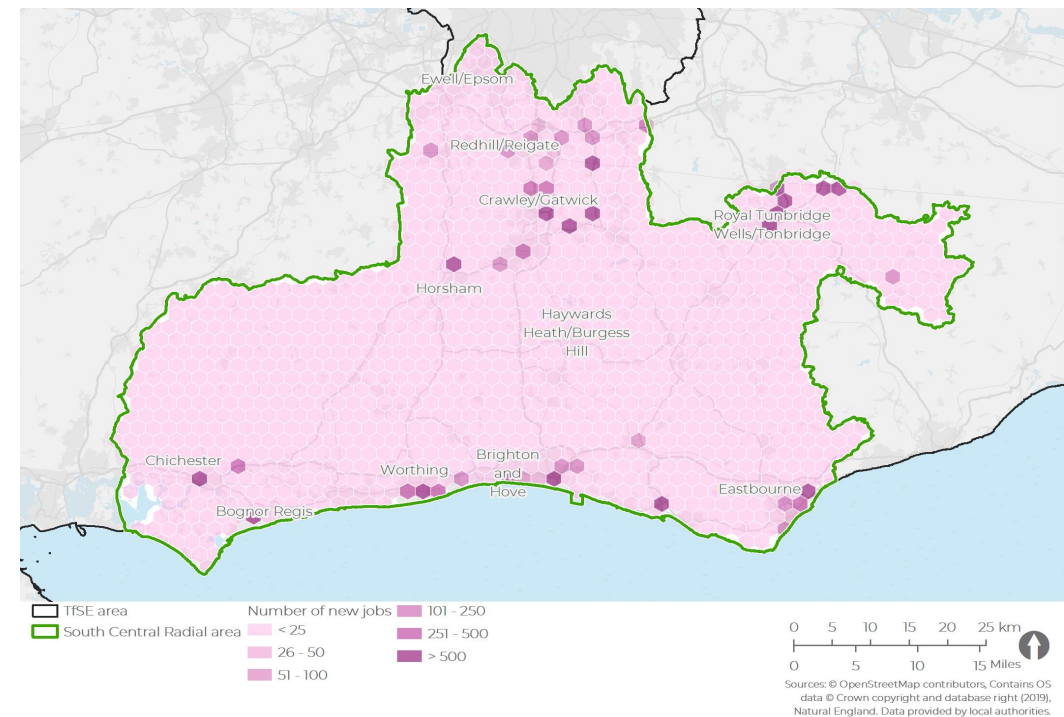 Ewell/Epsom
Redhill/Reigate
Crawley/Gatwick
Royal Tunbridge
Wells/Tonbridge
Horsham
Haywards
Heath/Burgess
Hill
Chichester
Worthing
Brighton
and
Hove
Eastbourne
Bognor Regis
TfSE area
South Central Radial area
Number of new jobs
< 25
26 - 50
51 - 100
101 - 250
251 - 500
> 500
0 5 10 15 20 25 km
0 5 10 15 Miles
Sources: © OpenStreetMap contributors, Contains OS
data © Crown copyright and database right (2019),
Natural England. Data provided by local authorities.